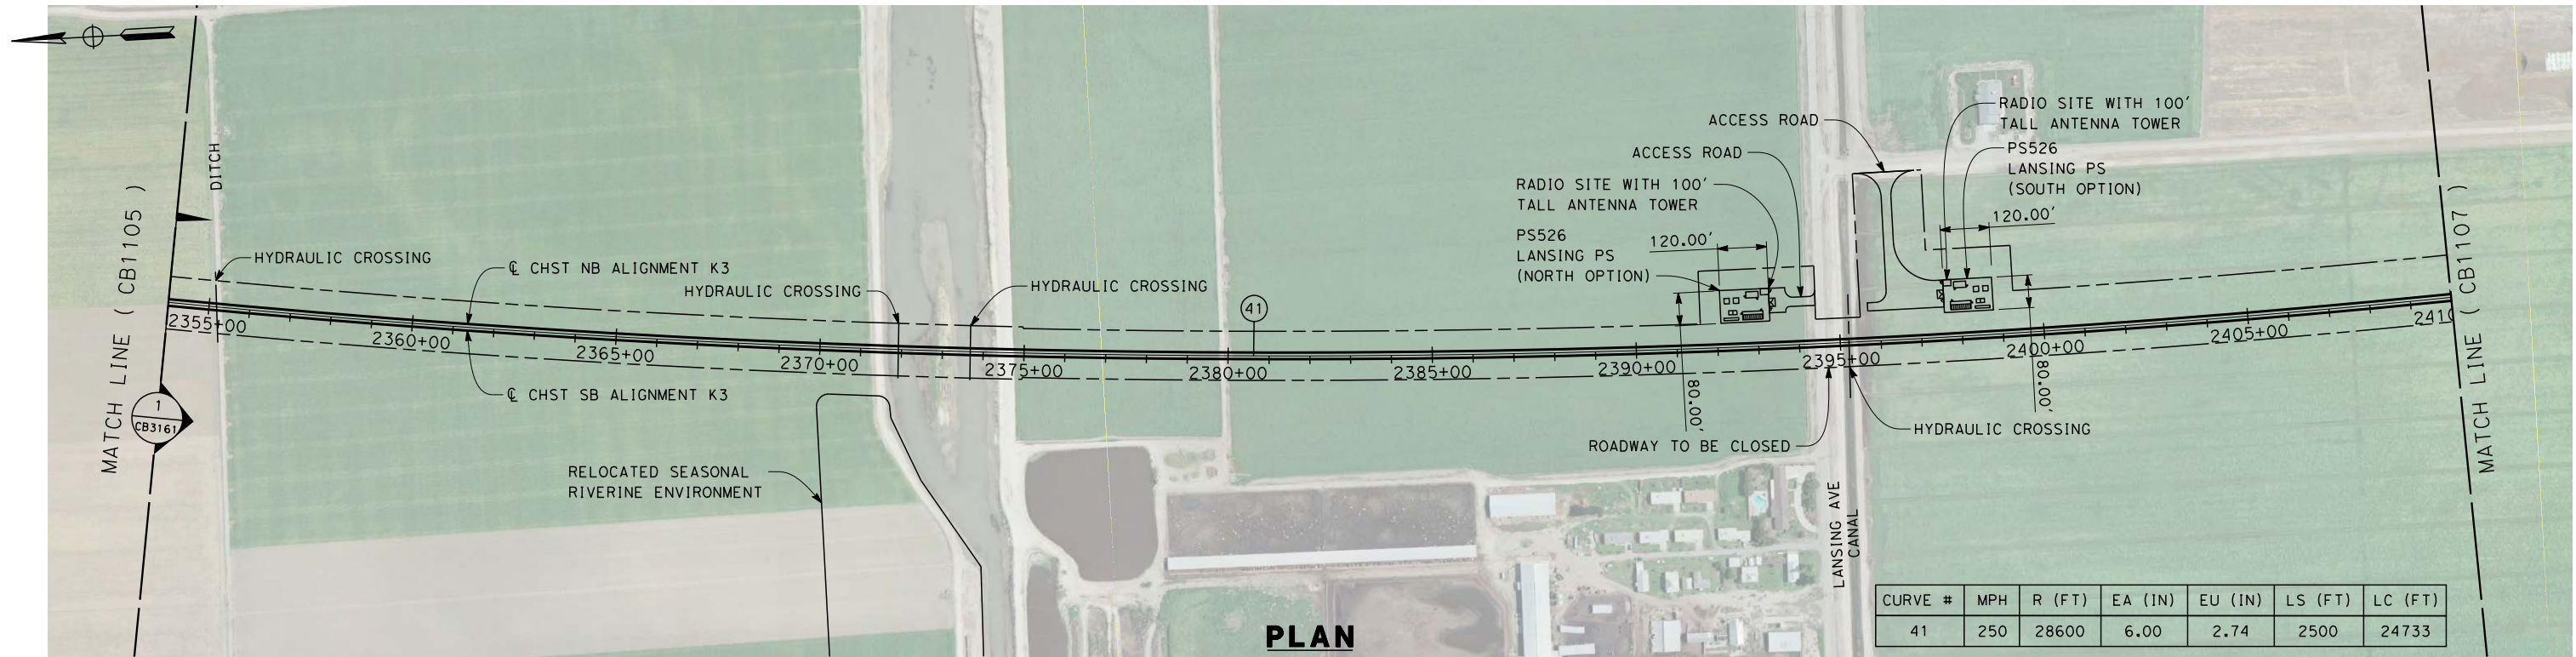 MATCH LINE ( CB1105 )
DITCH
1
CB3161
HYDRAULIC CROSSING
℄ CHST NB ALIGNMENT K3
HYDRAULIC CROSSING
HYDRAULIC CROSSING
41
2355+00
2360+00
2365+00
2370+00
2375+00
2380+00
2385+00
2390+00
2395+00
2400+00
2405+00
2410
℄ CHST SB ALIGNMENT K3
RELOCATED SEASONAL
RIVERINE ENVIRONMENT
ACCESS ROAD
ACCESS ROAD
RADIO SITE WITH 100'
TALL ANTENNA TOWER
PS526
LANSING PS
(NORTH OPTION)
120.00'
80.00'
RADIO SITE WITH 100'
TALL ANTENNA TOWER
PS526
LANSING PS
(SOUTH OPTION)
120.00'
80.00'
ROADWAY TO BE CLOSED
HYDRAULIC CROSSING
LANSING AVE
CANAL
MATCH LINE ( CB1107 )
CURVE # MPH R (FT) EA (IN) EU (IN) LS (FT) LC (FT)
41 250 28600 6.00 2.74 2500 24733
PLAN